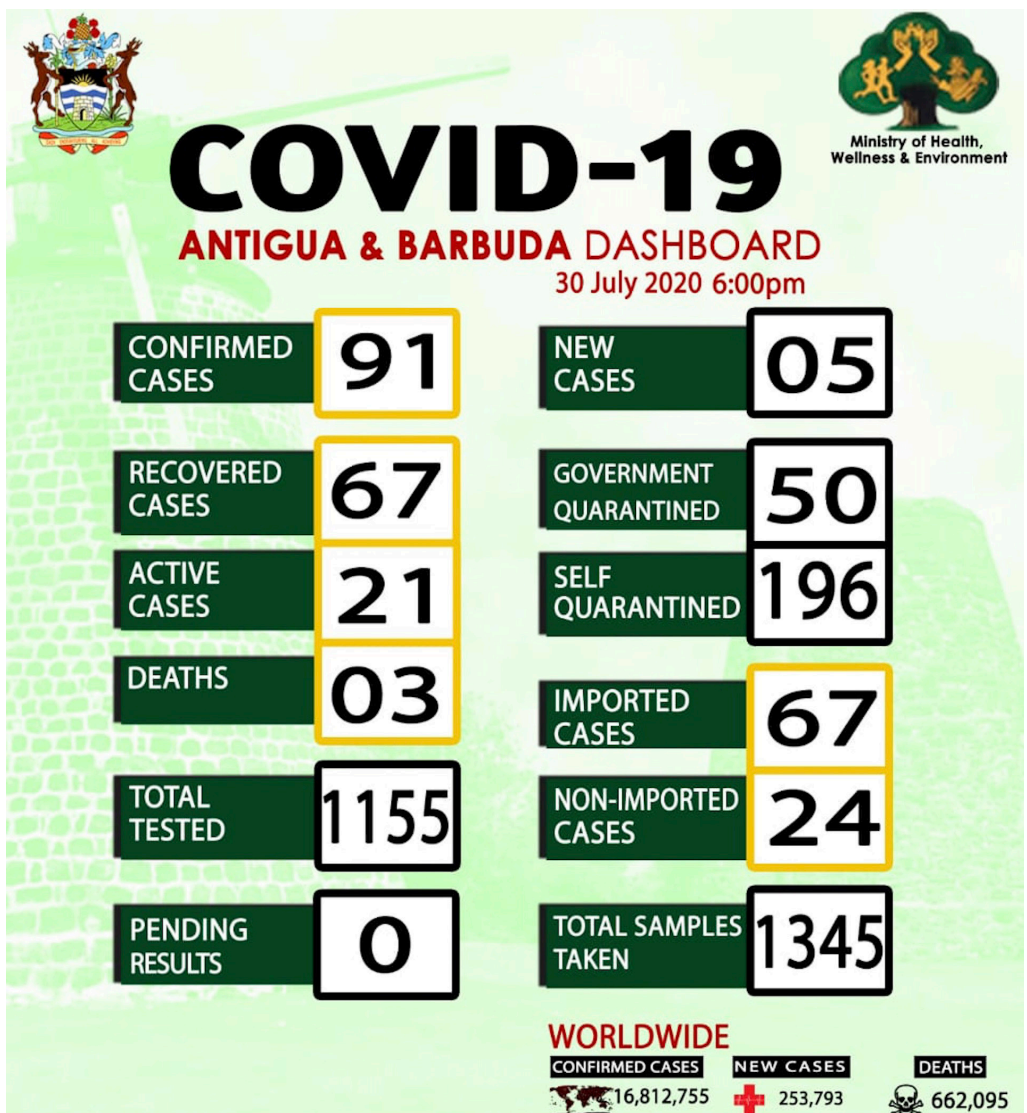 Ministry of Health,
Wellness & Environment
COVID-19
ANTIGUA & BARBUDA DASHBOARD
30 July 2020 6:00pm
CONFIRMED
CASES
91
RECOVERED
CASES
67
ACTIVE
CASES
21
DEATHS
03
TOTAL
TESTED
1155
PENDING
RESULTS
0
NEW
CASES
05
GOVERNMENT
QUARANTINED
50
SELF
QUARANTINED
196
IMPORTED
CASES
67
NON-IMPORTED
CASES
24
TOTAL SAMPLES
TAKEN
1345
WORLDWIDE
CONFIRMED CASES
16,812,755
NEW CASES
253,793
DEATHS
662,095